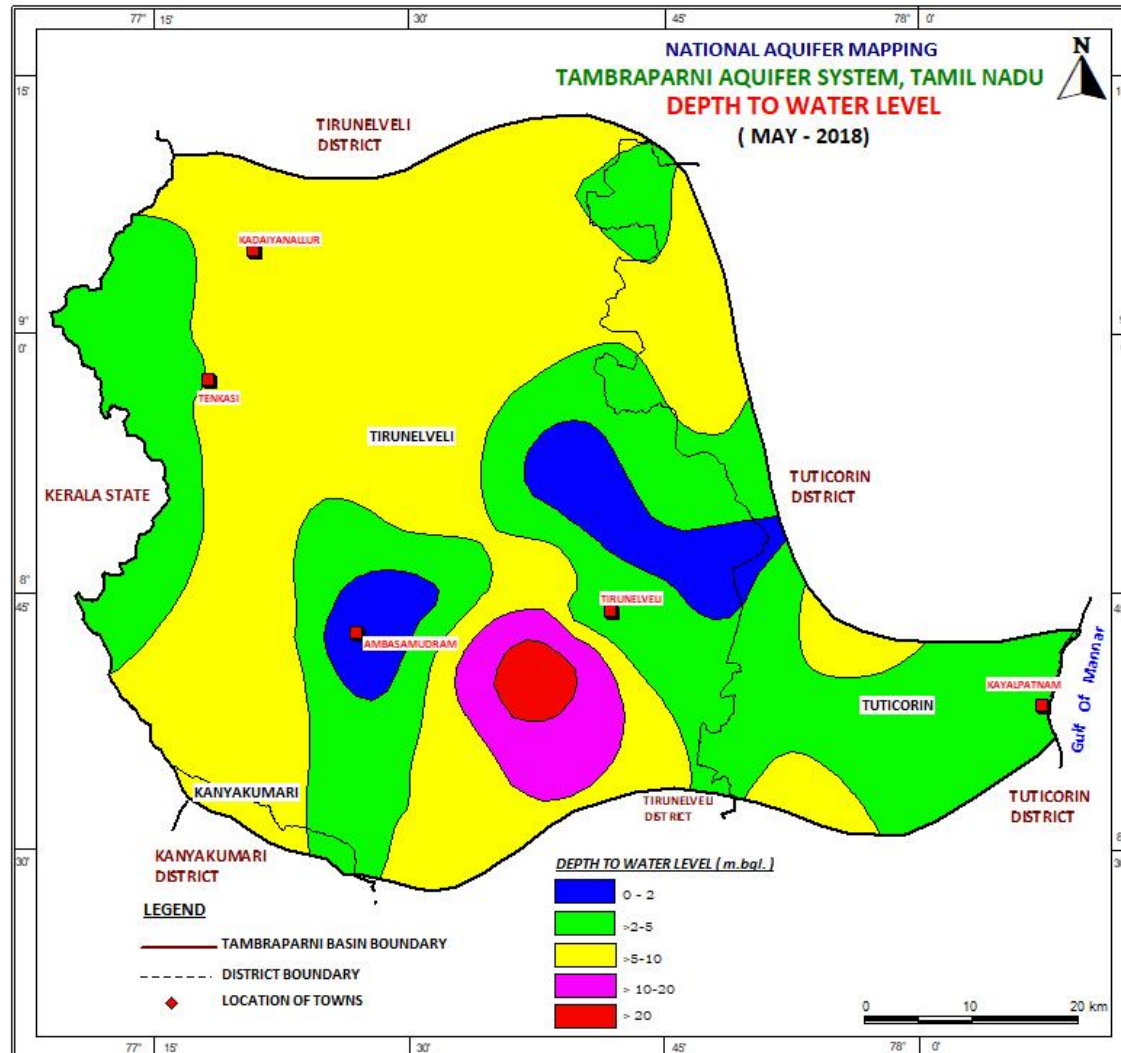 77° 15'
30'
45'
78° 0'
NATIONAL AQUIFER MAPPING
TAMBRAPARNI AQUIFER SYSTEM, TAMIL NADU
DEPTH TO WATER LEVEL
( MAY - 2018)
N
15'
TIRUNELVELI
DISTRICT
KADAIYANALLUR
9°
0'
TENKASI
TIRUNELVELI
KERALA STATE
TUTICORIN
DISTRICT
8°
45'
TIRUNELVELI
AMBASAMUDRAM
KAYALPATNAM
TUTICORIN
Gulf Of Mannar
KANYAKUMARI
TIRUNELVELI
DISTRICT
TUTICORIN
DISTRICT
KANYAKUMARI
DISTRICT
30'
DEPTH TO WATER LEVEL ( m.bgl. )
0 - 2
>2-5
>5-10
> 10-20
> 20
LEGEND
TAMBRAPARNI BASIN BOUNDARY
DISTRICT BOUNDARY
LOCATION OF TOWNS
0 10 20 km
77° 15'
30'
45'
78° 0'